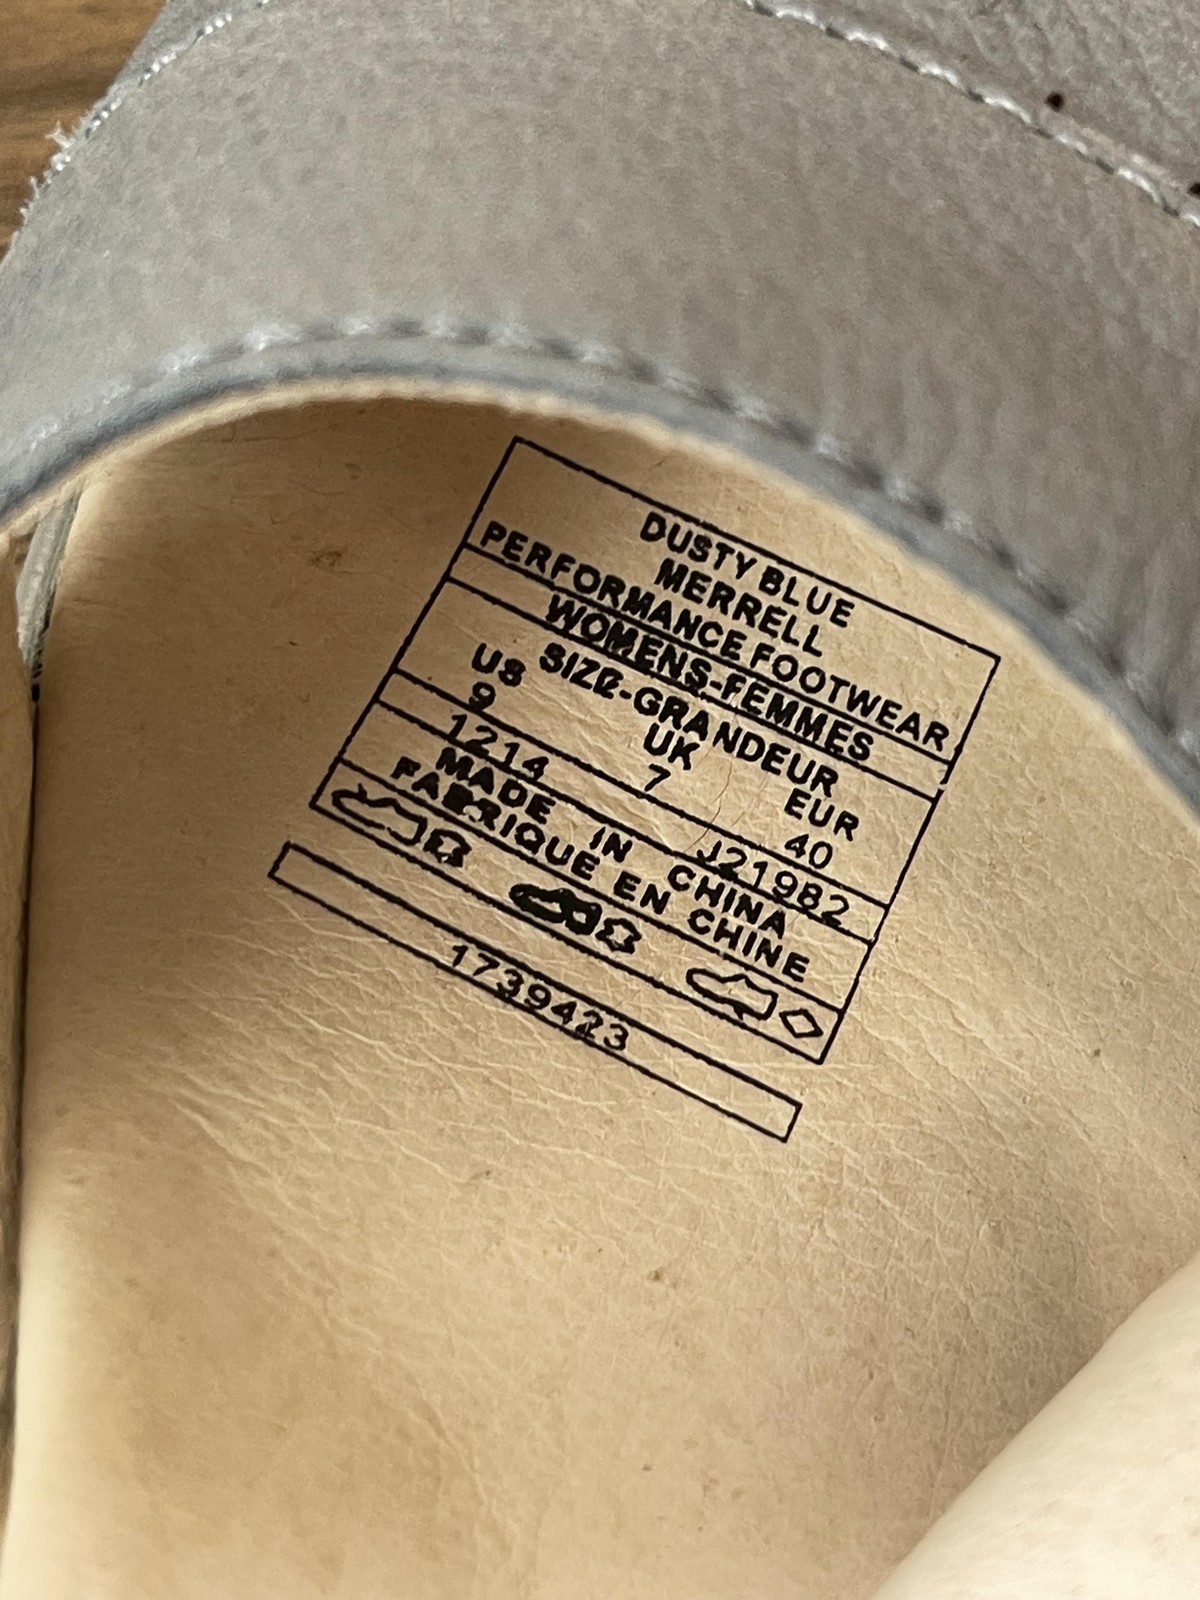 DUSTY BLUE
MERRELL
PERFORMANCE FOOTWEAR
WOMENS-FEMMES
SIZE-GRANDEUR
US UK EUR
9 7 40
1214 J21982
MADE IN CHINA
FABRIQUE EN CHINE
1739423